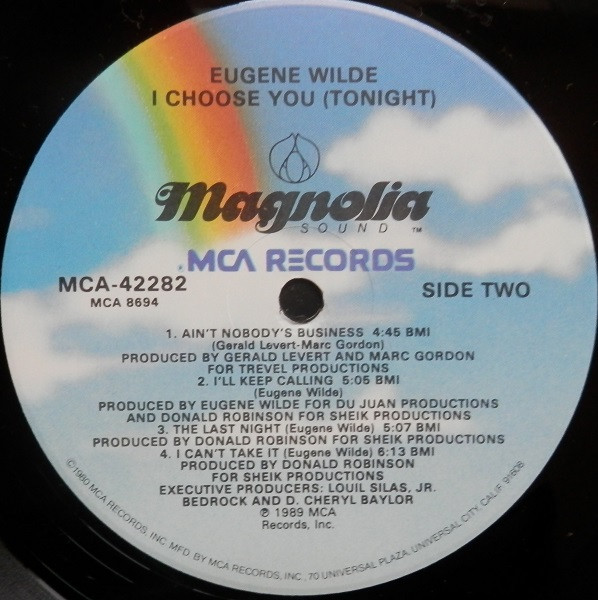 EUGENE WILDE
I CHOOSE YOU (TONIGHT)
Magnolia
SOUND ™
MCA RECORDS
MCA-42282
MCA 8694
SIDE TWO
1. AIN'T NOBODY'S BUSINESS 4:45 BMI
(Gerald Levert-Marc Gordon)
PRODUCED BY GERALD LEVERT AND MARC GORDON
FOR TREVEL PRODUCTIONS
2. I'LL KEEP CALLING 5:05 BMI
(Eugene Wilde)
PRODUCED BY EUGENE WILDE FOR DU JUAN PRODUCTIONS
AND DONALD ROBINSON FOR SHEIK PRODUCTIONS
3. THE LAST NIGHT (Eugene Wilde) 5:07 BMI
PRODUCED BY DONALD ROBINSON FOR SHEIK PRODUCTIONS
4. I CAN'T TAKE IT (Eugene Wilde) 6:13 BMI
PRODUCED BY DONALD ROBINSON
FOR SHEIK PRODUCTIONS
EXECUTIVE PRODUCERS: LOUIL SILAS, JR.
BEDROCK AND D. CHERYL BAYLOR
℗ 1989 MCA
Records, Inc.
©1980 MCA RECORDS, INC. MFD. BY MCA RECORDS, INC., 70 UNIVERSAL PLAZA, UNIVERSAL CITY, CALIF. 91608